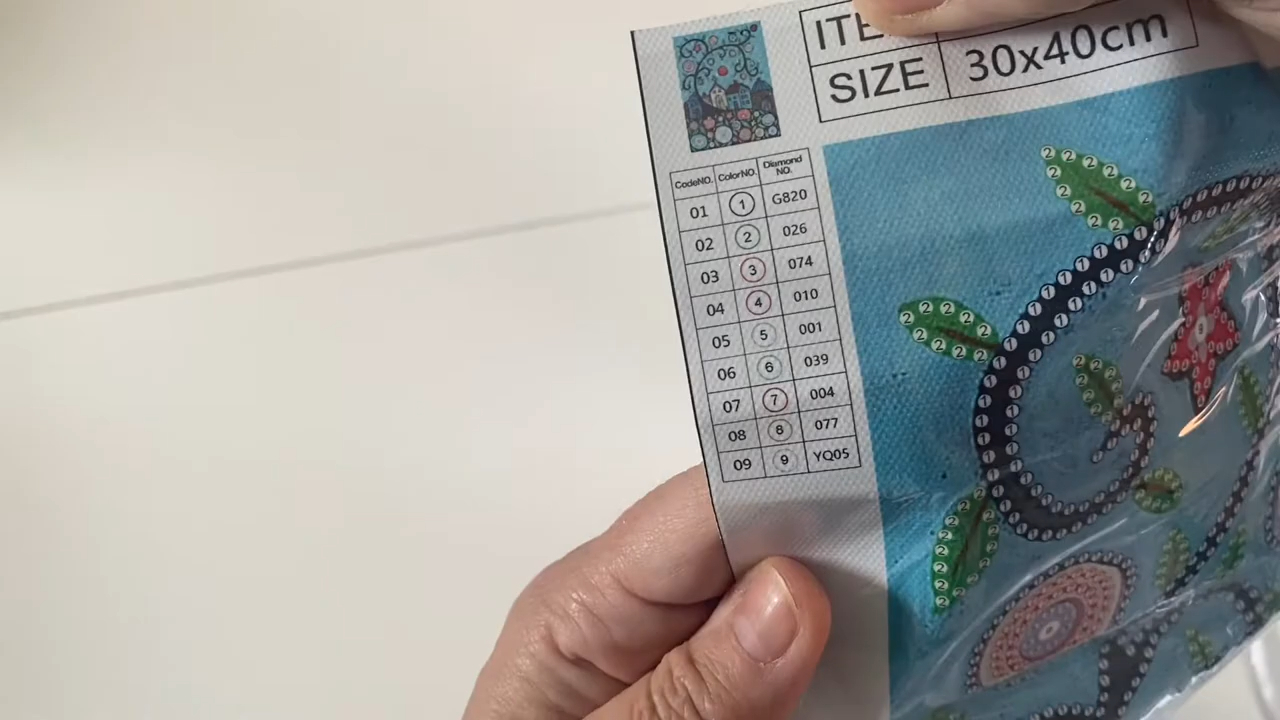 ITE
SIZE 30x40cm
CodeNO. ColorNO. Diamond NO.
01 1 G820
02 2 026
03 3 074
04 4 010
05 5 001
06 6 039
07 7 004
08 8 077
09 9 YQ05